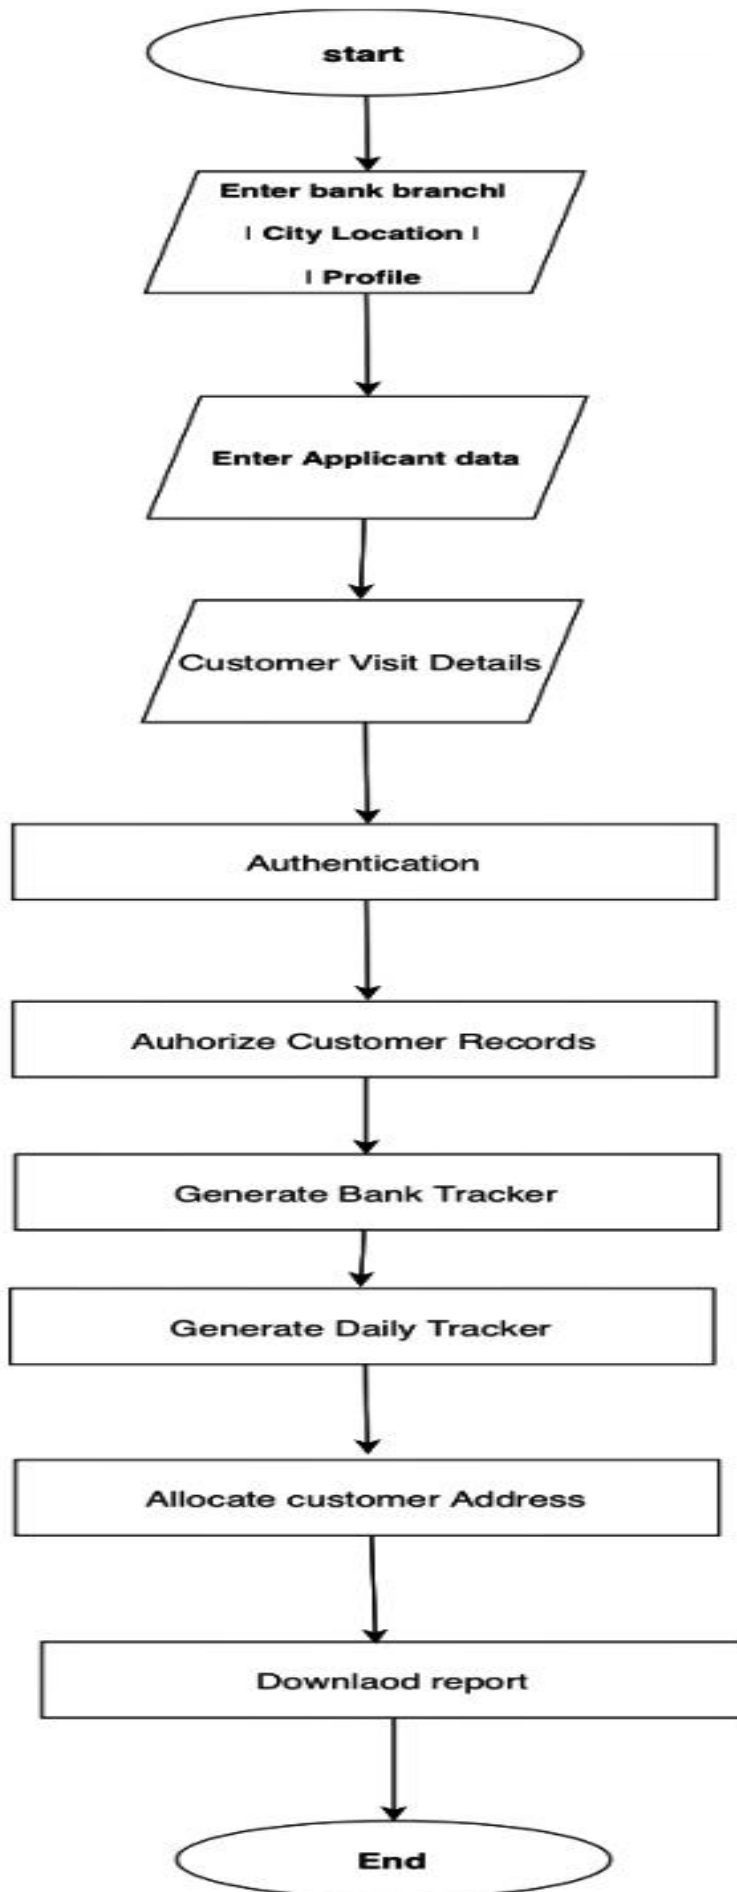 start
Enter bank branchl
| City Location |
| Profile
Enter Applicant data
Customer Visit Details
Authentication
Auhorize Customer Records
Generate Bank Tracker
Generate Daily Tracker
Allocate customer Address
Downlaod report
End